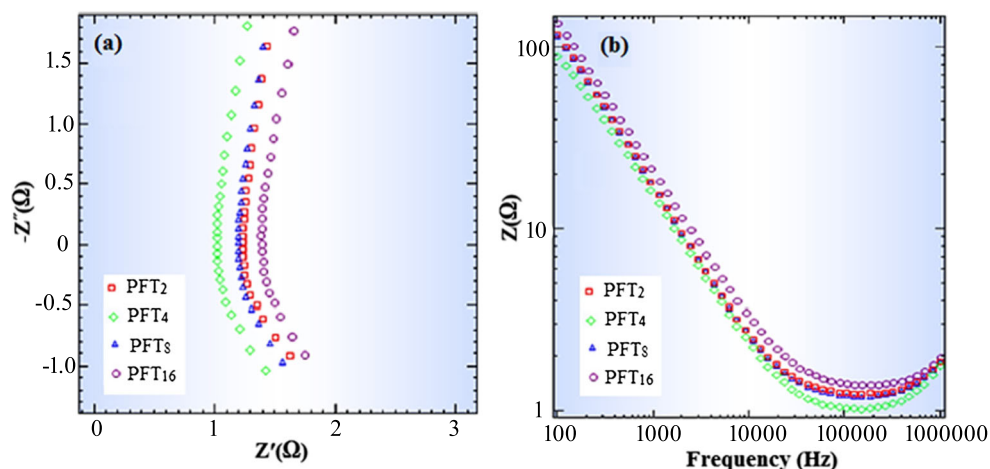 (a)
1.5
1.0
0.5
0
-0.5
-1.0
-Z″(Ω)
PFT2
PFT4
PFT8
PFT16
0 1 2 3
Z′(Ω)
(b)
100
10
1
Z(Ω)
PFT2
PFT4
PFT8
PFT16
100 1000 10000 100000 1000000
Frequency (Hz)